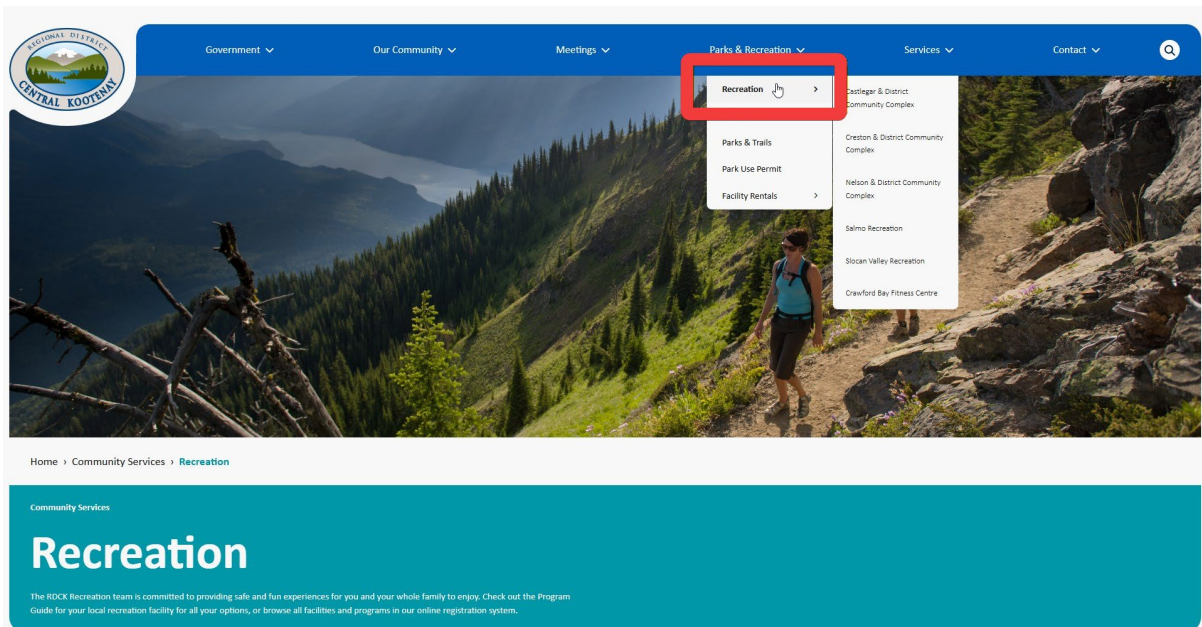 REGIONAL DISTRICT
CENTRAL KOOTENAY
Government
Our Community
Meetings
Parks & Recreation
Services
Contact
Recreation
Parks & Trails
Park Use Permit
Facility Rentals
Castlegar & District
Community Complex
Creston & District Community
Complex
Nelson & District Community
Complex
Salmo Recreation
Slocan Valley Recreation
Crawford Bay Fitness Centre
Home › Community Services › Recreation
Community Services
Recreation
The RDCK Recreation team is committed to providing safe and fun experiences for you and your whole family to enjoy. Check out the Program
Guide for your local recreation facility for all your options, or browse all facilities and programs in our online registration system.